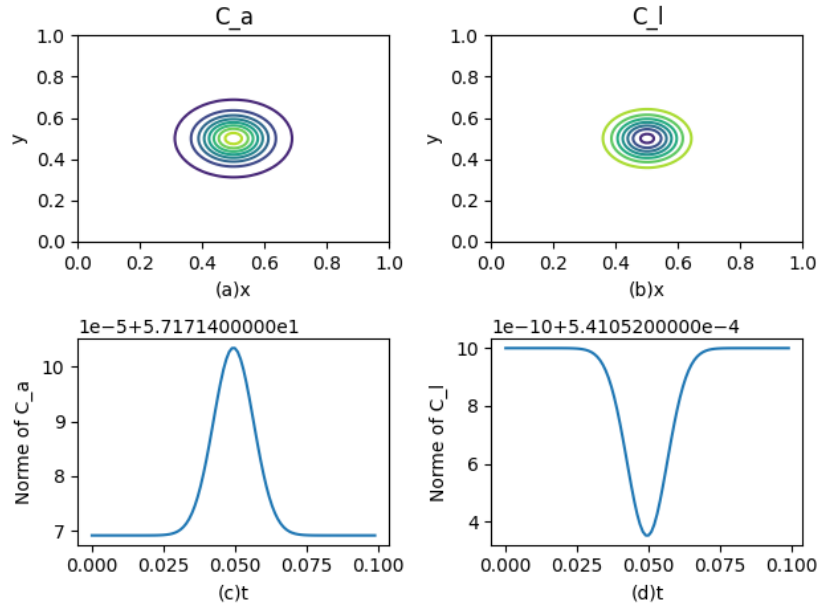 C_a
1.0
0.8
0.6
0.4
0.2
0.0
y
0.0 0.2 0.4 0.6 0.8 1.0
(a)x
C_l
1.0
0.8
0.6
0.4
0.2
0.0
y
0.0 0.2 0.4 0.6 0.8 1.0
(b)x
1e-5+5.7171400000e1
10
9
8
7
Norme of C_a
0.000 0.025 0.050 0.075 0.100
(c)t
1e-10+5.4105200000e-4
10
8
6
4
Norme of C_l
0.000 0.025 0.050 0.075 0.100
(d)t